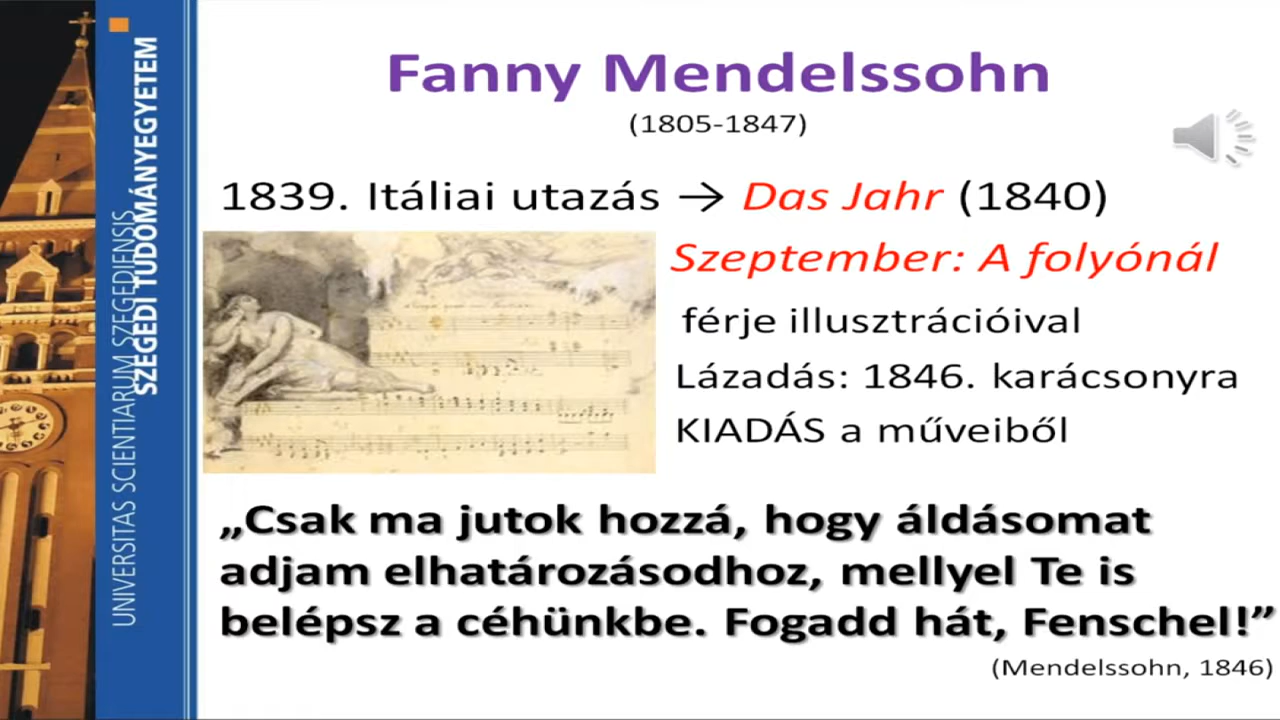 UNIVERSITAS SCIENTIARUM SZEGEDIENSIS
SZEGEDI TUDOMÁNYEGYETEM
Fanny Mendelssohn
(1805-1847)
1839. Itáliai utazás → Das Jahr (1840)
Szeptember: A folyónál
férje illusztrációival
Lázadás: 1846. karácsonyra
KIADÁS a műveiből
„Csak ma jutok hozzá, hogy áldásomat
adjam elhatározásodhoz, mellyel Te is
belépsz a céhünkbe. Fogadd hát, Fenschel!”
(Mendelssohn, 1846)